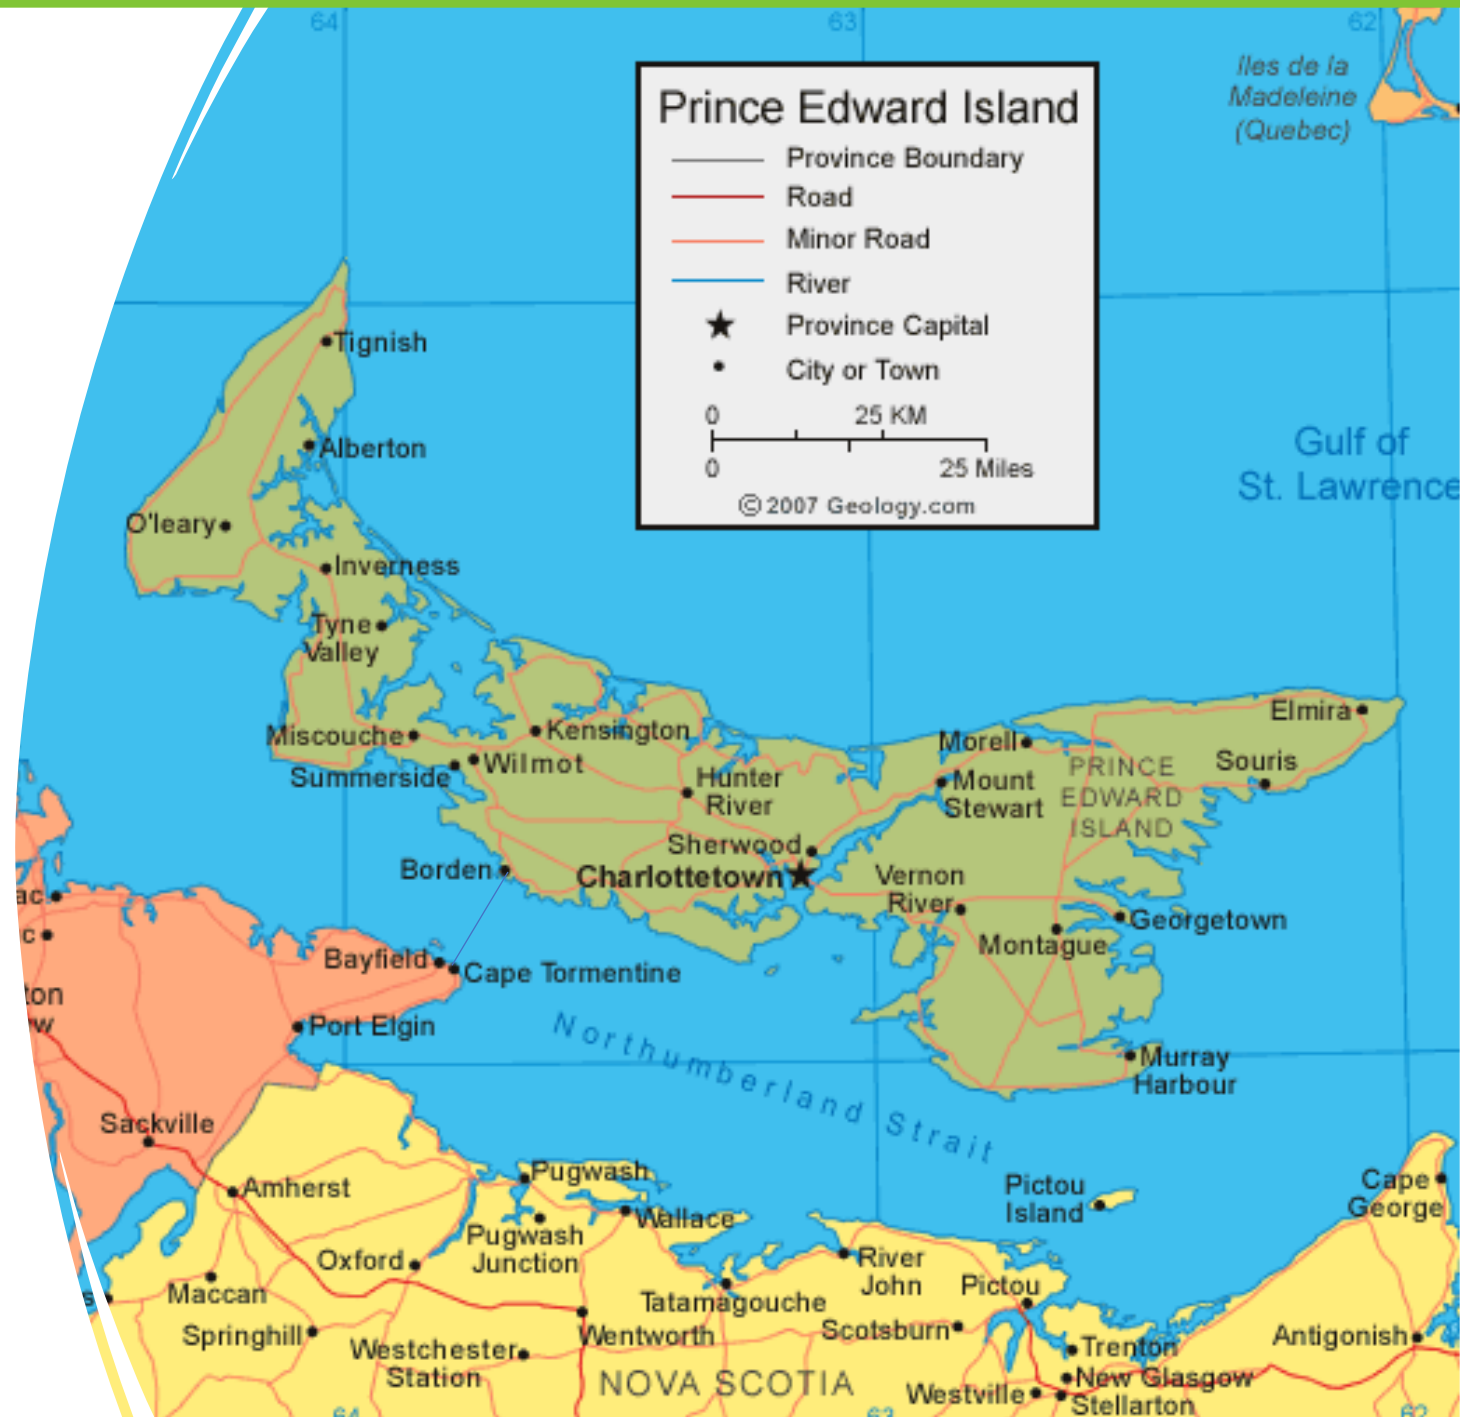 64
63
62
Iles de la
Madeleine
(Quebec)
Prince Edward Island
Province Boundary
Road
Minor Road
River
Province Capital
City or Town
0
25 KM
0
25 Miles
© 2007 Geology.com
Gulf of
St. Lawrence
Tignish
Alberton
O'leary
Inverness
Tyne
Valley
Miscouche
Kensington
Summerside
Wilmot
Hunter
River
Morell
Mount
Stewart
PRINCE
EDWARD
ISLAND
Elmira
Souris
Sherwood
Charlottetown
Borden
Vernon
River
Georgetown
Montague
ac
c
Bayfield
Cape Tormentine
ton
w
Port Elgin
Northumberland Strait
Murray
Harbour
Sackville
Amherst
Pugwash
Wallace
Pugwash
Junction
Pictou
Island
Cape
George
Oxford
River
John
Pictou
Maccan
s
Tatamagouche
Springhill
Wentworth
Scotsburn
Westchester
Station
Trenton
Antigonish
NOVA SCOTIA
New Glasgow
Westville
Stellarton
64
63
62